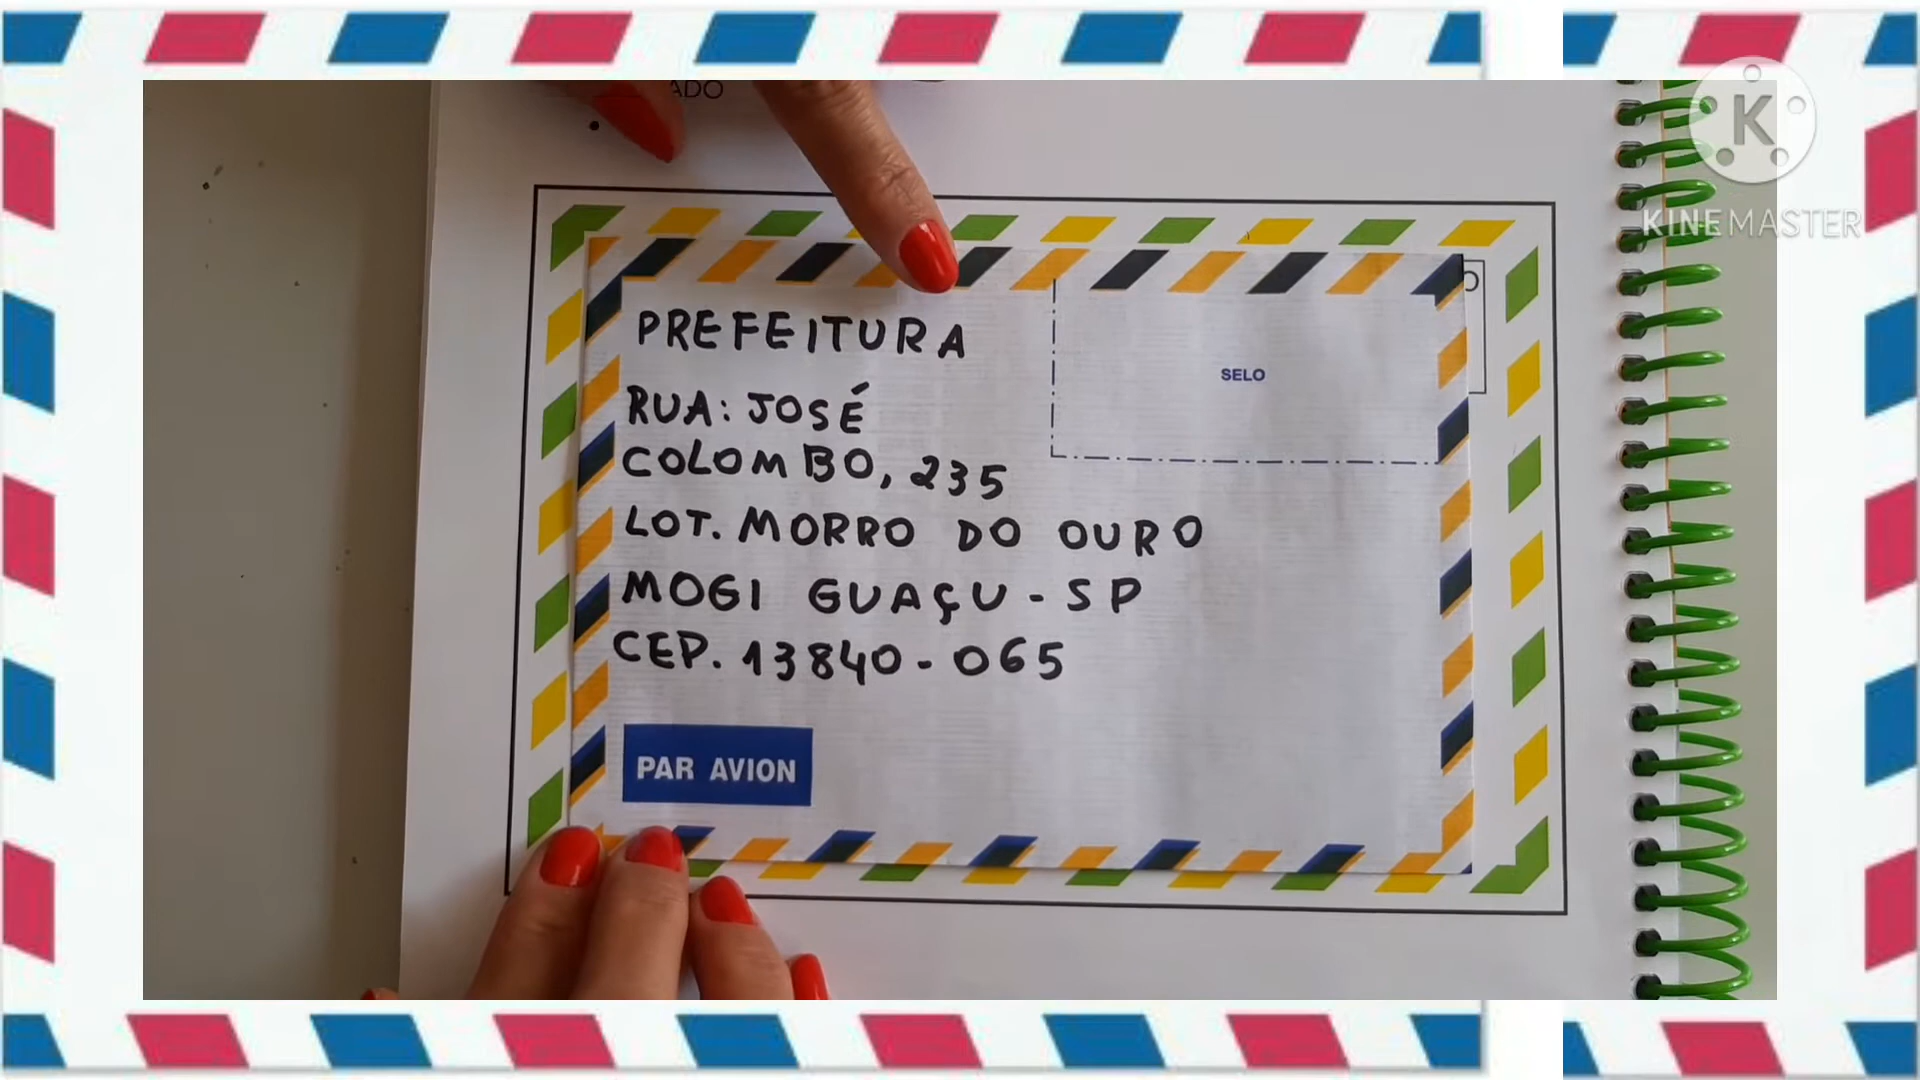 ADO
K
KINEMASTER
PREFEITURA
SELO
RUA: JOSÉ
COLOMBO, 235
LOT. MORRO DO OURO
MOGI GUAÇU - SP
CEP. 13840-065
PAR AVION